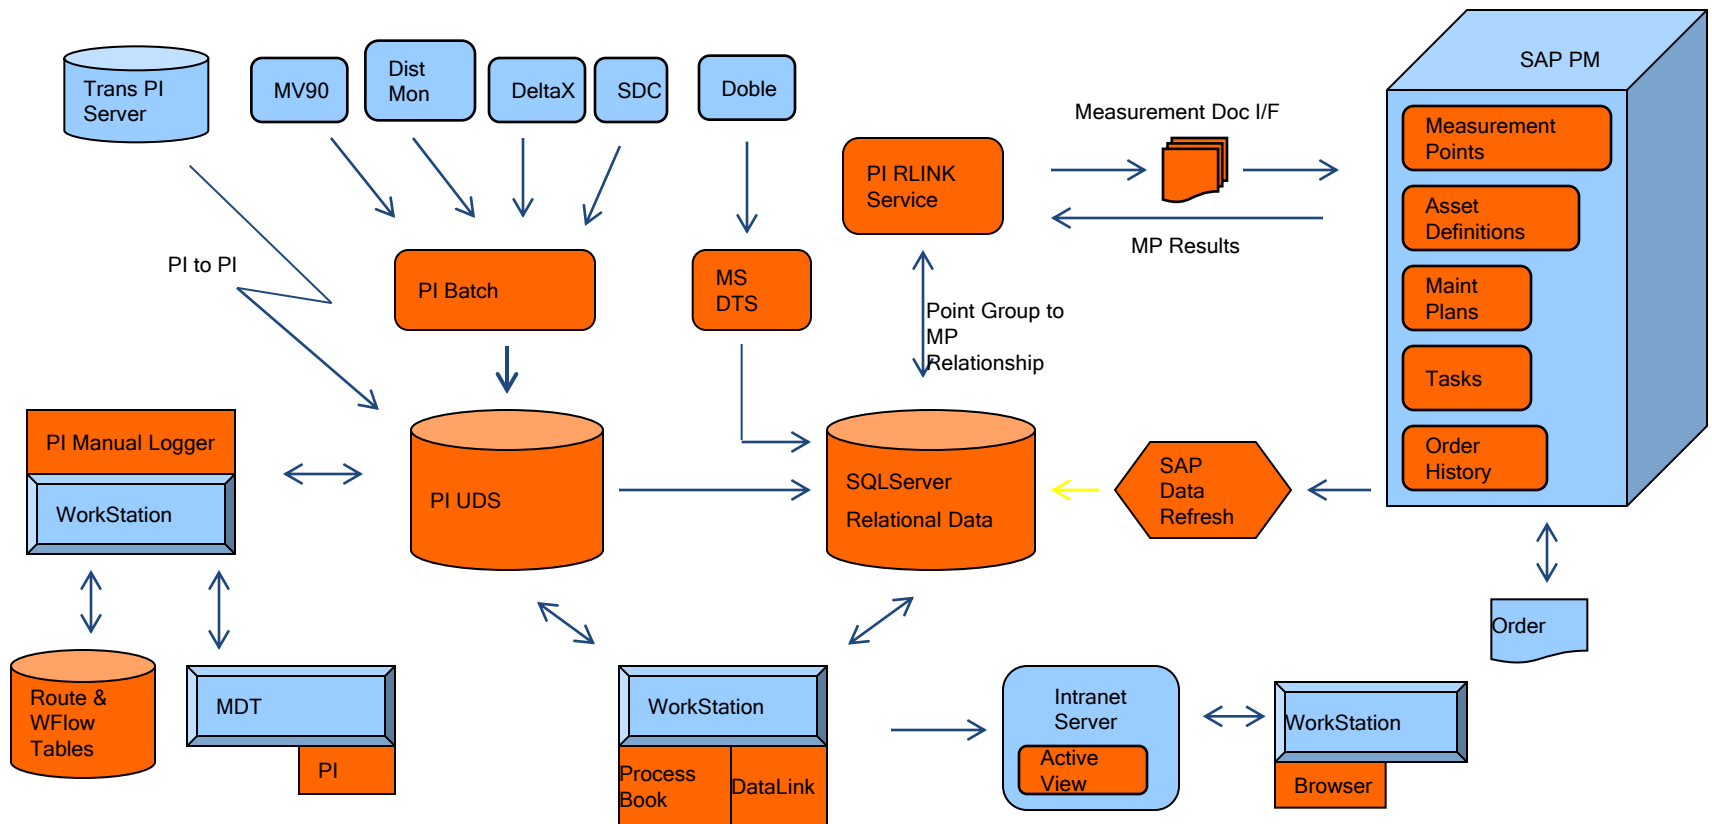 Trans PI
Server
MV90
Dist
Mon
DeltaX
SDC
Doble
SAP PM
Measurement Doc I/F
Measurement
Points
PI RLINK
Service
Asset
Definitions
MP Results
PI to PI
PI Batch
MS
DTS
Maint
Plans
Point Group to
MP
Relationship
Tasks
PI Manual Logger
WorkStation
PI UDS
SQLServer
Relational Data
SAP
Data
Refresh
Order
History
Order
Route &
WFlow
Tables
MDT
PI
WorkStation
Process
Book
DataLink
Intranet
Server
Active
View
WorkStation
Browser